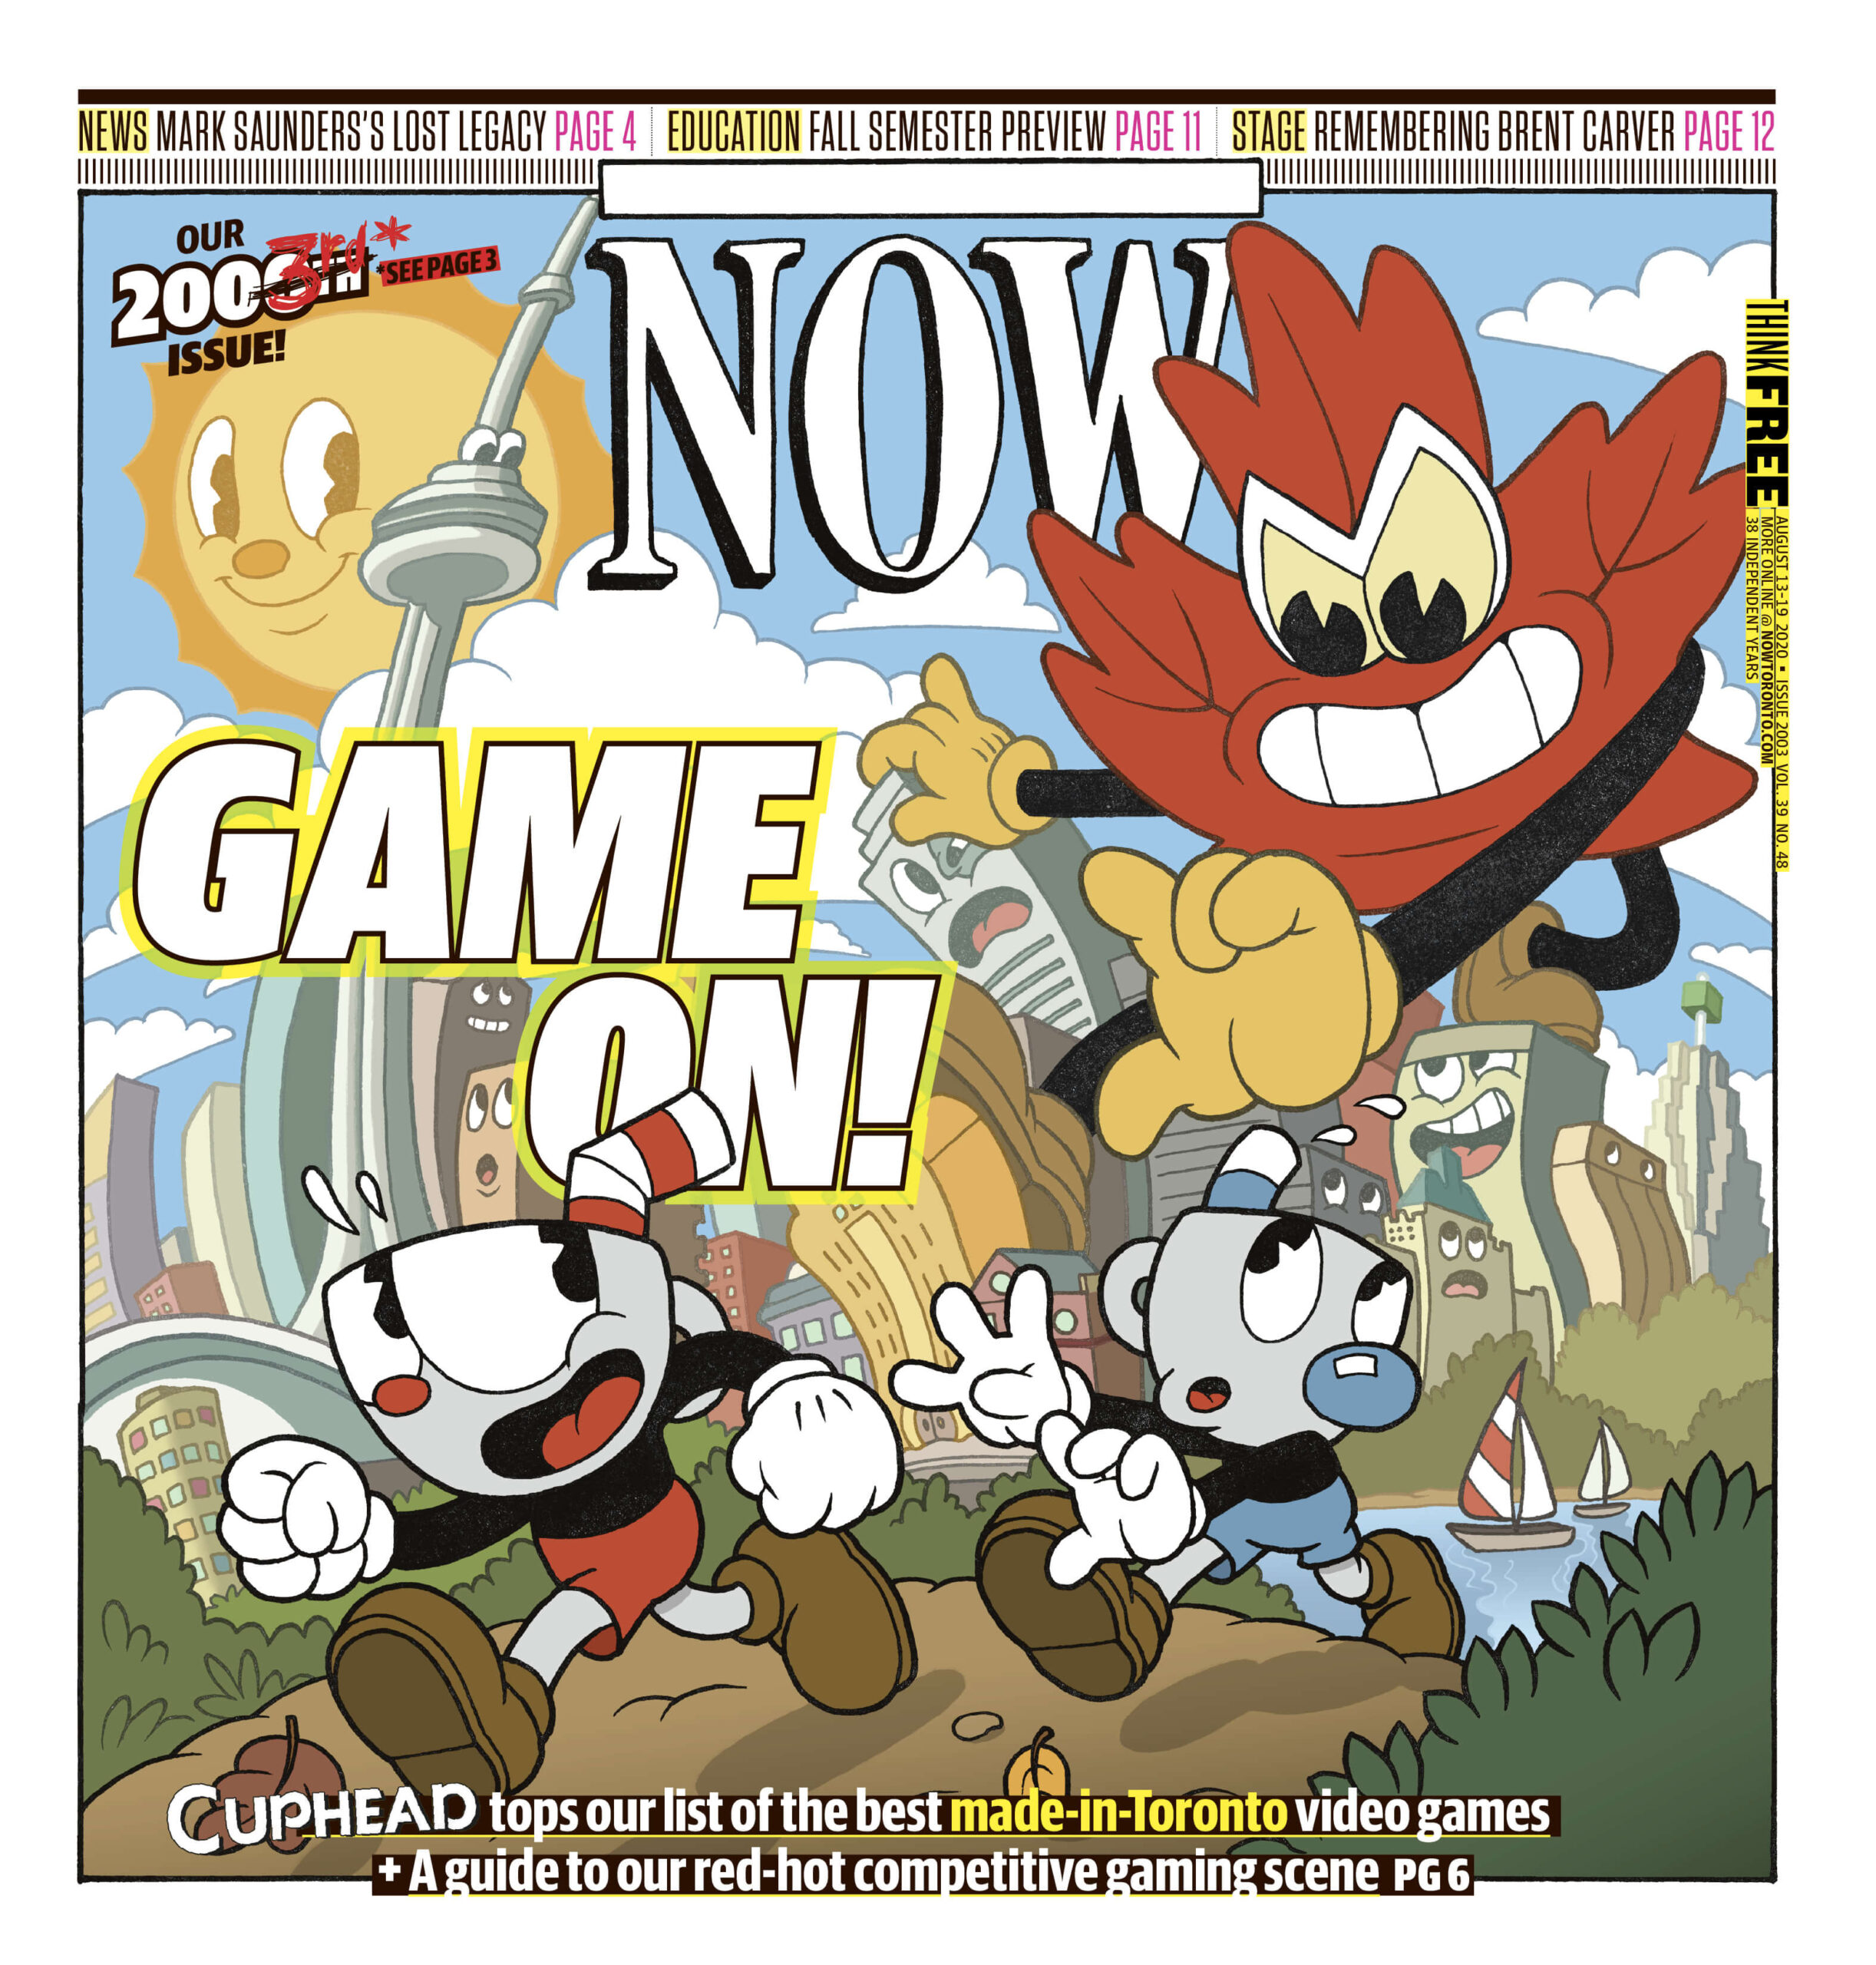 NEWS MARK SAUNDERS'S LOST LEGACY PAGE 4
EDUCATION FALL SEMESTER PREVIEW PAGE 11
STAGE REMEMBERING BRENT CARVER PAGE 12
OUR
2000TH 3rd*
*SEE PAGE 3
ISSUE!
NOW
THINK FREE
AUGUST 13-19 2020 • ISSUE 2003 VOL. 39 NO. 48
MORE ONLINE @ NOWTORONTO.COM
38 INDEPENDENT YEARS
GAME
ON!
CUPHEAD tops our list of the best made-in-Toronto video games
+ A guide to our red-hot competitive gaming scene PG 6